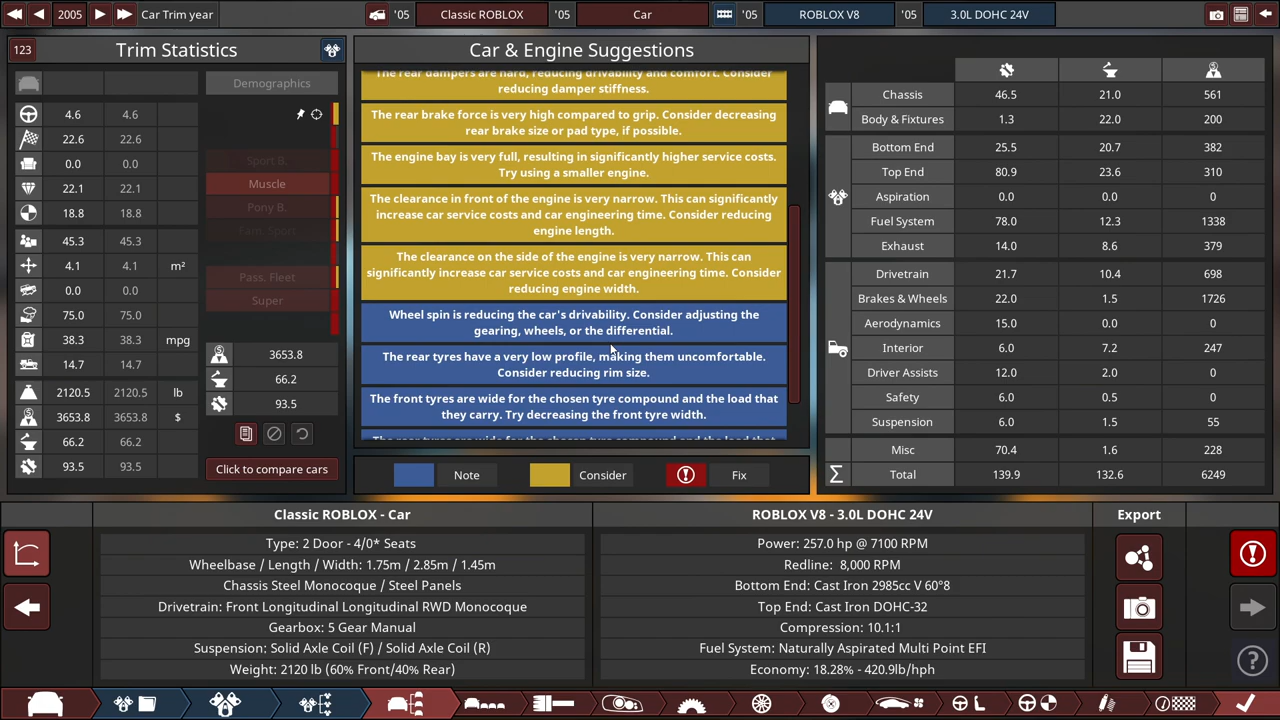 2005
Car Trim year
'05
Classic ROBLOX
'05
Car
'05
ROBLOX V8
'05
3.0L DOHC 24V
123
Trim Statistics
Demographics
4.6 4.6
22.6 22.6
0.0 0.0
22.1 22.1
18.8 18.8
45.3 45.3
4.1 4.1 m²
0.0 0.0
75.0 75.0
38.3 38.3 mpg
14.7 14.7
2120.5 2120.5 lb
3653.8 3653.8 $
66.2 66.2
93.5 93.5
Sport B.
Muscle
Pony B.
Fam. Sport
Pass. Fleet
Super
3653.8
66.2
93.5
Click to compare cars
Car & Engine Suggestions
The rear dampers are hard, reducing drivability and comfort. Consider
reducing damper stiffness.
The rear brake force is very high compared to grip. Consider decreasing
rear brake size or pad type, if possible.
The engine bay is very full, resulting in significantly higher service costs.
Try using a smaller engine.
The clearance in front of the engine is very narrow. This can significantly
increase car service costs and car engineering time. Consider reducing
engine length.
The clearance on the side of the engine is very narrow. This can
significantly increase car service costs and car engineering time. Consider
reducing engine width.
Wheel spin is reducing the car's drivability. Consider adjusting the
gearing, wheels, or the differential.
The rear tyres have a very low profile, making them uncomfortable.
Consider reducing rim size.
The front tyres are wide for the chosen tyre compound and the load that
they carry. Try decreasing the front tyre width.
The rear tyres are wide for the chosen tyre compound and the load that
Note
Consider
Fix
Chassis 46.5 21.0 561
Body & Fixtures 1.3 22.0 200
Bottom End 25.5 20.7 382
Top End 80.9 23.6 310
Aspiration 0.0 0.0 0
Fuel System 78.0 12.3 1338
Exhaust 14.0 8.6 379
Drivetrain 21.7 10.4 698
Brakes & Wheels 22.0 1.5 1726
Aerodynamics 15.0 0.0 0
Interior 6.0 7.2 247
Driver Assists 12.0 2.0 0
Safety 6.0 0.5 0
Suspension 6.0 1.5 55
Misc 70.4 1.6 228
Σ Total 139.9 132.6 6249
Classic ROBLOX - Car
Type: 2 Door - 4/0* Seats
Wheelbase / Length / Width: 1.75m / 2.85m / 1.45m
Chassis Steel Monocoque / Steel Panels
Drivetrain: Front Longitudinal Longitudinal RWD Monocoque
Gearbox: 5 Gear Manual
Suspension: Solid Axle Coil (F) / Solid Axle Coil (R)
Weight: 2120 lb (60% Front/40% Rear)
ROBLOX V8 - 3.0L DOHC 24V
Power: 257.0 hp @ 7100 RPM
Redline: 8,000 RPM
Bottom End: Cast Iron 2985cc V 60°8
Top End: Cast Iron DOHC-32
Compression: 10.1:1
Fuel System: Naturally Aspirated Multi Point EFI
Economy: 18.28% - 420.9lb/hph
Export